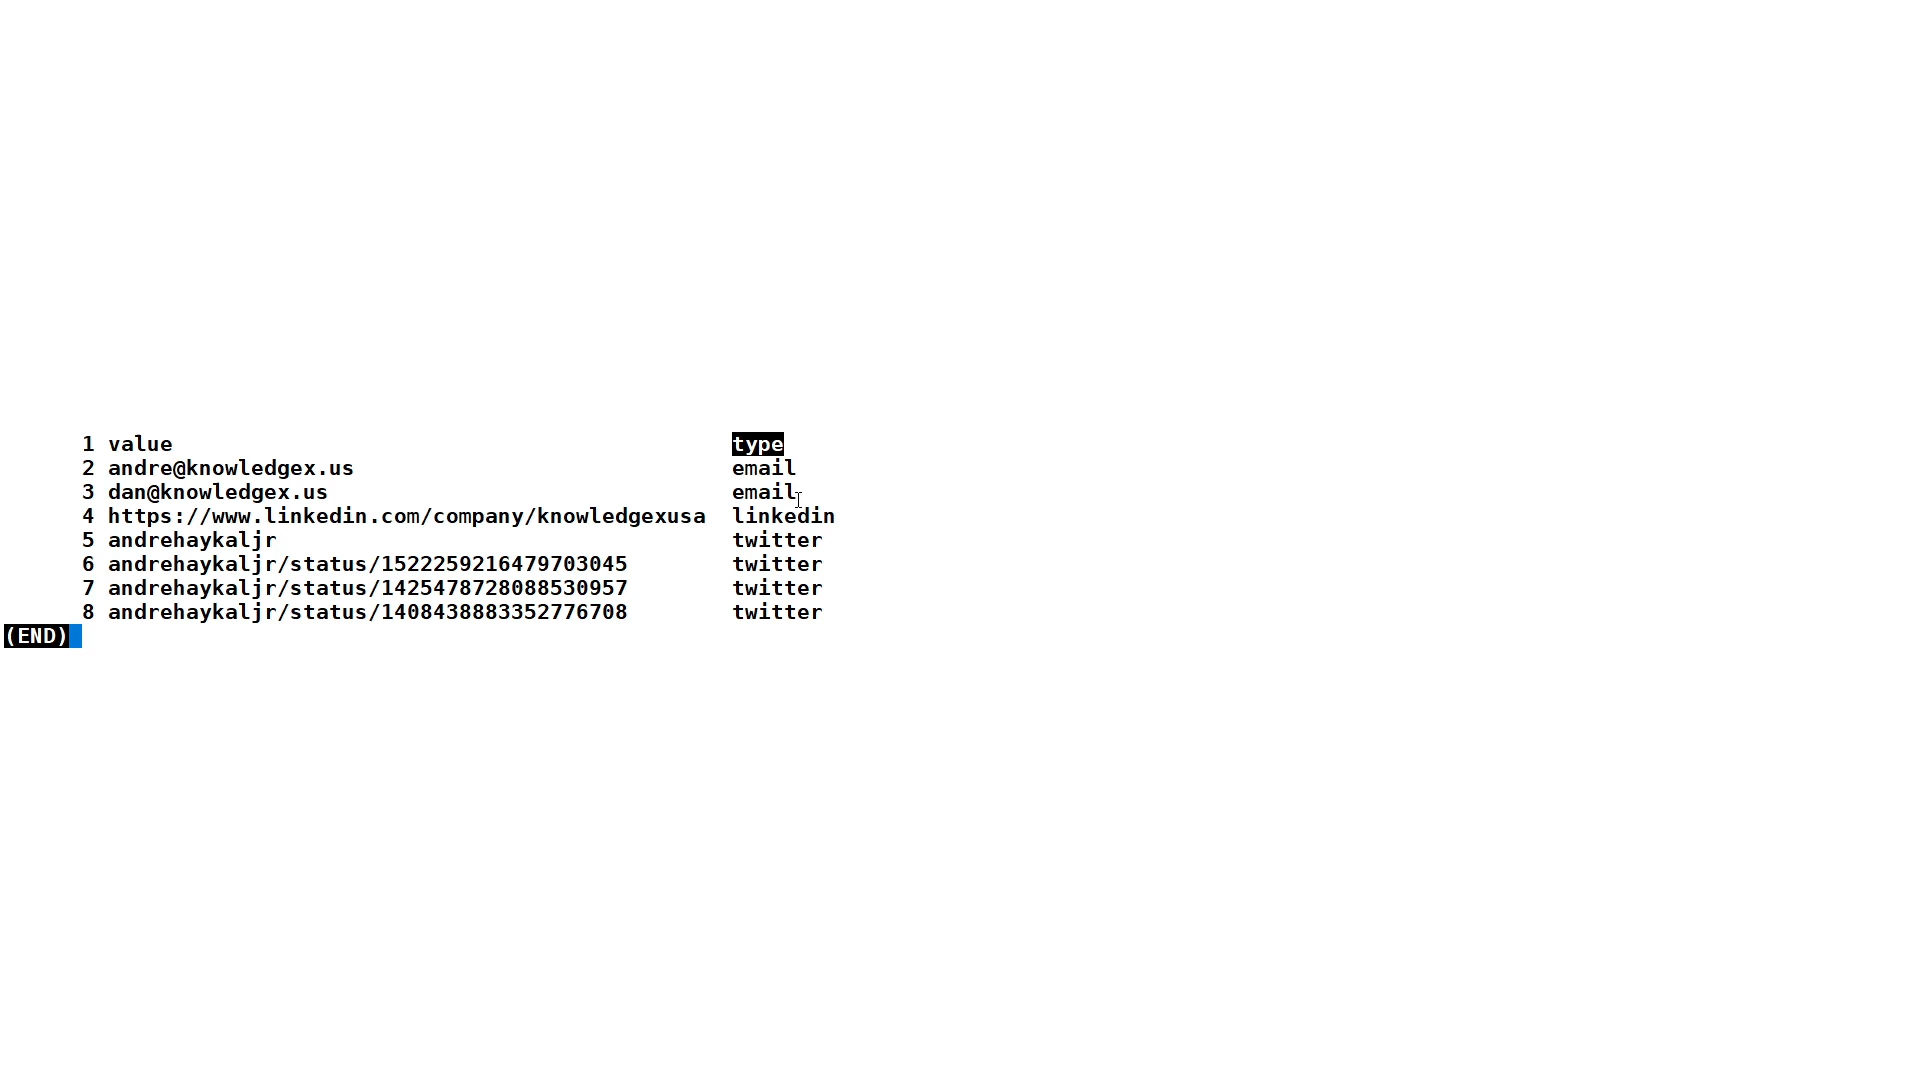 1 value type
2 andre@knowledgex.us email
3 dan@knowledgex.us email
4 https://www.linkedin.com/company/knowledgexusa linkedin
5 andrehaykaljr twitter
6 andrehaykaljr/status/1522259216479703045 twitter
7 andrehaykaljr/status/1425478728088530957 twitter
8 andrehaykaljr/status/1408438883352776708 twitter
(END)